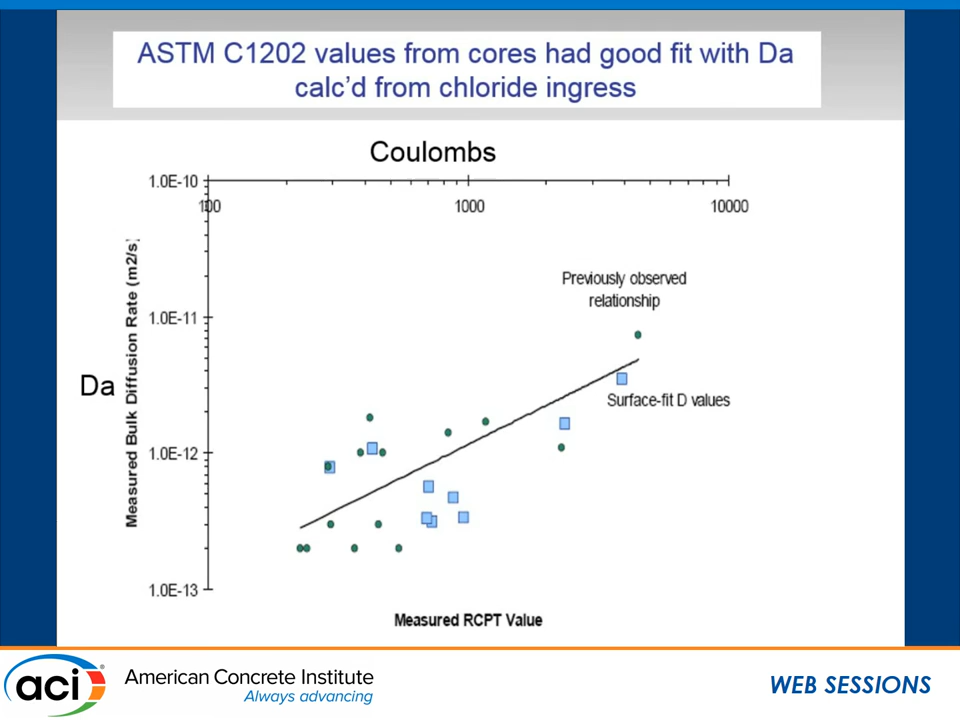 ASTM C1202 values from cores had good fit with Da
calc'd from chloride ingress
Coulombs
1.0E-10
100
1000
10000
Previously observed
relationship
1.0E-11
Da
Measured Bulk Diffusion Rate (m2/s)
Surface-fit D values
1.0E-12
1.0E-13
Measured RCPT Value
aci®
American Concrete Institute
Always advancing
WEB SESSIONS